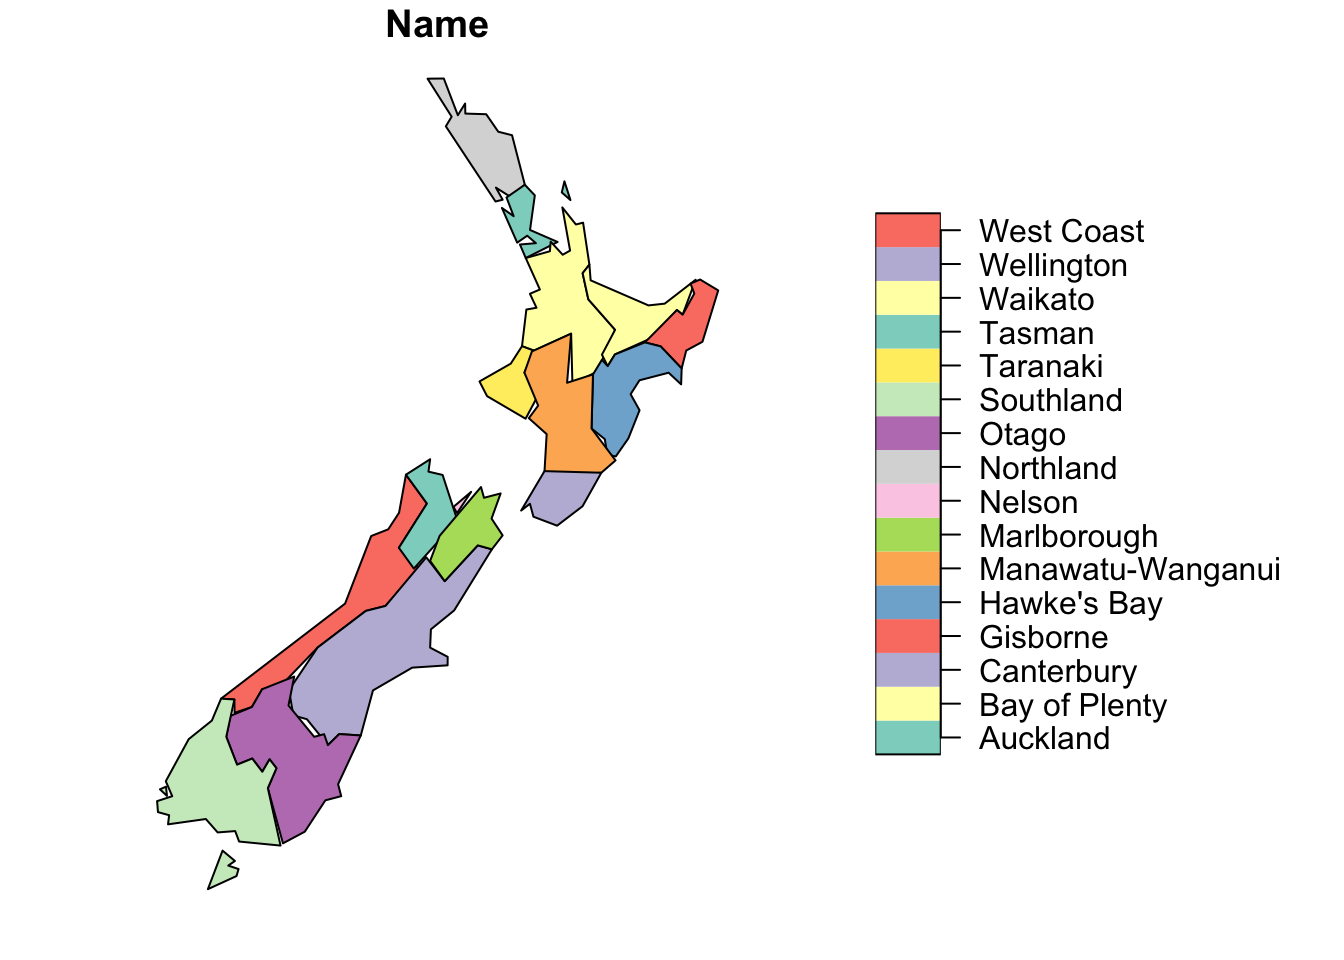 Name
West Coast
Wellington
Waikato
Tasman
Taranaki
Southland
Otago
Northland
Nelson
Marlborough
Manawatu-Wanganui
Hawke's Bay
Gisborne
Canterbury
Bay of Plenty
Auckland